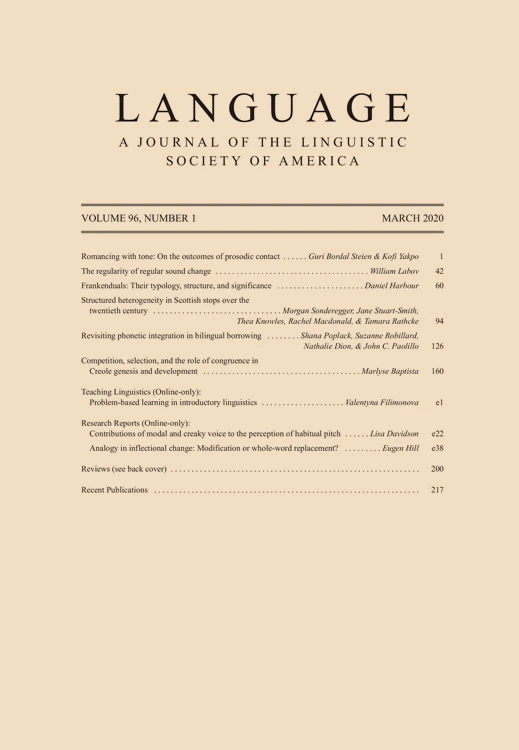 LANGUAGE
A JOURNAL OF THE LINGUISTIC
SOCIETY OF AMERICA
VOLUME 96, NUMBER 1 MARCH 2020
Romancing with tone: On the outcomes of prosodic contact ...... Guri Bordal Steien & Kofi Yakpo 1
The regularity of regular sound change .................................... William Labov 42
Frankenduals: Their typology, structure, and significance .................... Daniel Harbour 60
Structured heterogeneity in Scottish stops over the
twentieth century .............................. Morgan Sonderegger, Jane Stuart-Smith,
Thea Knowles, Rachel Macdonald, & Tamara Rathcke 94
Revisiting phonetic integration in bilingual borrowing ........ Shana Poplack, Suzanne Robillard,
Nathalie Dion, & John C. Paolillo 126
Competition, selection, and the role of congruence in
Creole genesis and development .................................... Marlyse Baptista 160
Teaching Linguistics (Online-only):
Problem-based learning in introductory linguistics .................... Valentyna Filimonova e1
Research Reports (Online-only):
Contributions of modal and creaky voice to the perception of habitual pitch ...... Lisa Davidson e22
Analogy in inflectional change: Modification or whole-word replacement? ......... Eugen Hill e38
Reviews (see back cover) .......................................................... 200
Recent Publications .............................................................. 217